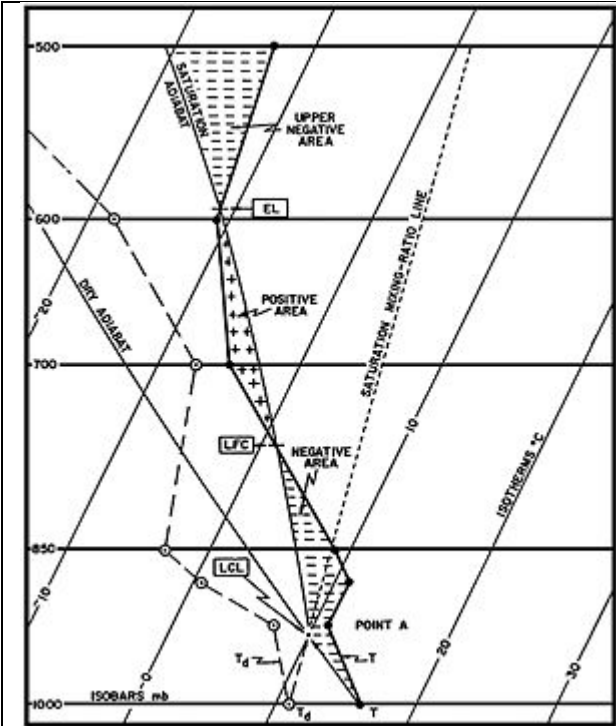 500
SATURATION
ADIABAT
UPPER
NEGATIVE
AREA
EL
600
-20
DRY ADIABAT
POSITIVE
AREA
SATURATION MIXING-RATIO LINE
700
LFC
NEGATIVE
AREA
10
ISOTHERMS °C
850
LCL
-10
POINT A
0
Td
T
20
30
1000
ISOBARS mb
Td
T